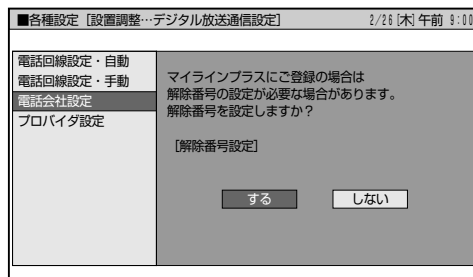 ■各種設定［設置調整…デジタル放送通信設定］ 2/26[木]午前 9:00
電話回線設定・自動
電話回線設定・手動
電話会社設定
プロバイダ設定
マイラインプラスにご登録の場合は
解除番号の設定が必要な場合があります。
解除番号を設定しますか？
［解除番号設定］
する しない